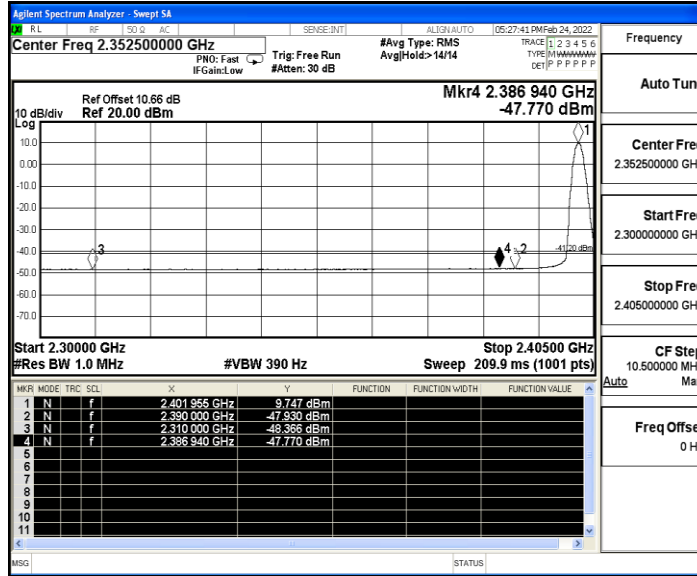 Agilent Spectrum Analyzer - Swept SA
RL RF 50 Ω AC SENSE:INT ALIGNAUTO 05:27:41 PM Feb 24, 2022
Center Freq 2.352500000 GHz #Avg Type: RMS TRACE 1 2 3 4 5 6
PNO: Fast Trig: Free Run Avg|Hold:> 14/14 TYPE M
IFGain:Low #Atten: 30 dB DET P P P P P P
Mkr4 2.386 940 GHz
-47.770 dBm
Ref Offset 10.66 dB
10 dB/div Ref 20.00 dBm
Log
10.0
0.00
-10.0
-20.0
-30.0
-40.0
-50.0
-60.0
-70.0
1
3
4
2
-41.20 dBm
Start 2.30000 GHz Stop 2.40500 GHz
#Res BW 1.0 MHz #VBW 390 Hz Sweep 209.9 ms (1001 pts)
MKR MODE TRC SCL X Y FUNCTION FUNCTION WIDTH FUNCTION VALUE
1 N f 2.401 955 GHz 9.747 dBm
2 N f 2.390 000 GHz -47.930 dBm
3 N f 2.310 000 GHz -48.366 dBm
4 N f 2.386 940 GHz -47.770 dBm
5
6
7
8
9
10
11
MSG STATUS
Frequency
Auto Tun
Center Fre
2.352500000 GH
Start Fre
2.300000000 GH
Stop Fre
2.405000000 GH
CF Step
10.500000 MH
Auto Ma
Freq Offse
0 H